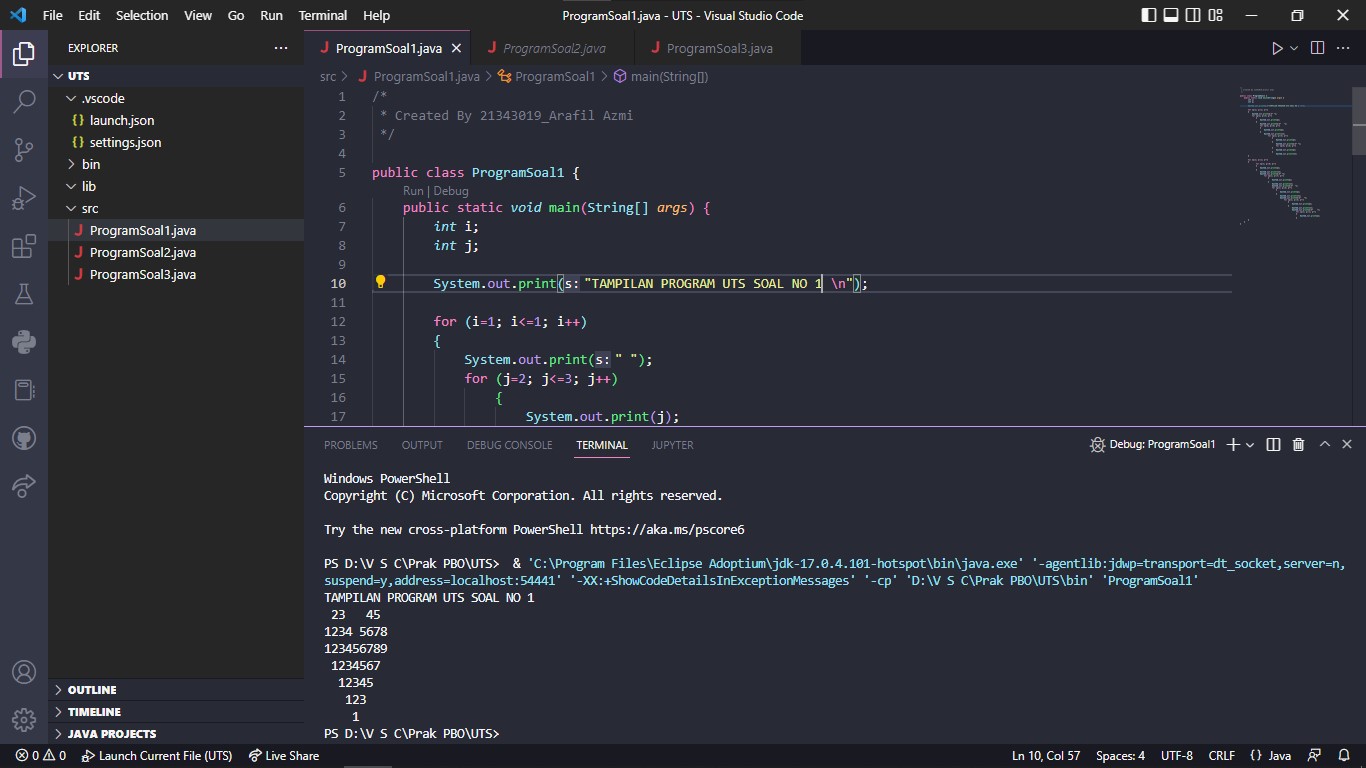 File Edit Selection View Go Run Terminal Help ProgramSoal1.java - UTS - Visual Studio Code
EXPLORER
UTS
.vscode
launch.json
settings.json
bin
lib
src
ProgramSoal1.java
ProgramSoal2.java
ProgramSoal3.java
OUTLINE
TIMELINE
JAVA PROJECTS
ProgramSoal1.java ProgramSoal2.java ProgramSoal3.java
src > ProgramSoal1.java > ProgramSoal1 > main(String[])
1 /*
2 * Created By 21343019_Arafil Azmi
3 */
4
5 public class ProgramSoal1 {
Run | Debug
6 public static void main(String[] args) {
7 int i;
8 int j;
9
10 System.out.print(s: "TAMPILAN PROGRAM UTS SOAL NO 1 \n");
11
12 for (i=1; i<=1; i++)
13 {
14 System.out.print(s: " ");
15 for (j=2; j<=3; j++)
16 {
17 System.out.print(j);
PROBLEMS OUTPUT DEBUG CONSOLE TERMINAL JUPYTER Debug: ProgramSoal1
Windows PowerShell
Copyright (C) Microsoft Corporation. All rights reserved.
Try the new cross-platform PowerShell https://aka.ms/pscore6
PS D:\V S C\Prak PBO\UTS> & 'C:\Program Files\Eclipse Adoptium\jdk-17.0.4.101-hotspot\bin\java.exe' '-agentlib:jdwp=transport=dt_socket,server=n,
suspend=y,address=localhost:54441' '-XX:+ShowCodeDetailsInExceptionMessages' '-cp' 'D:\V S C\Prak PBO\UTS\bin' 'ProgramSoal1'
TAMPILAN PROGRAM UTS SOAL NO 1
 23   45
1234 5678
123456789
 1234567
  12345
   123
    1
PS D:\V S C\Prak PBO\UTS>
0 0 Launch Current File (UTS) Live Share Ln 10, Col 57 Spaces: 4 UTF-8 CRLF {} Java